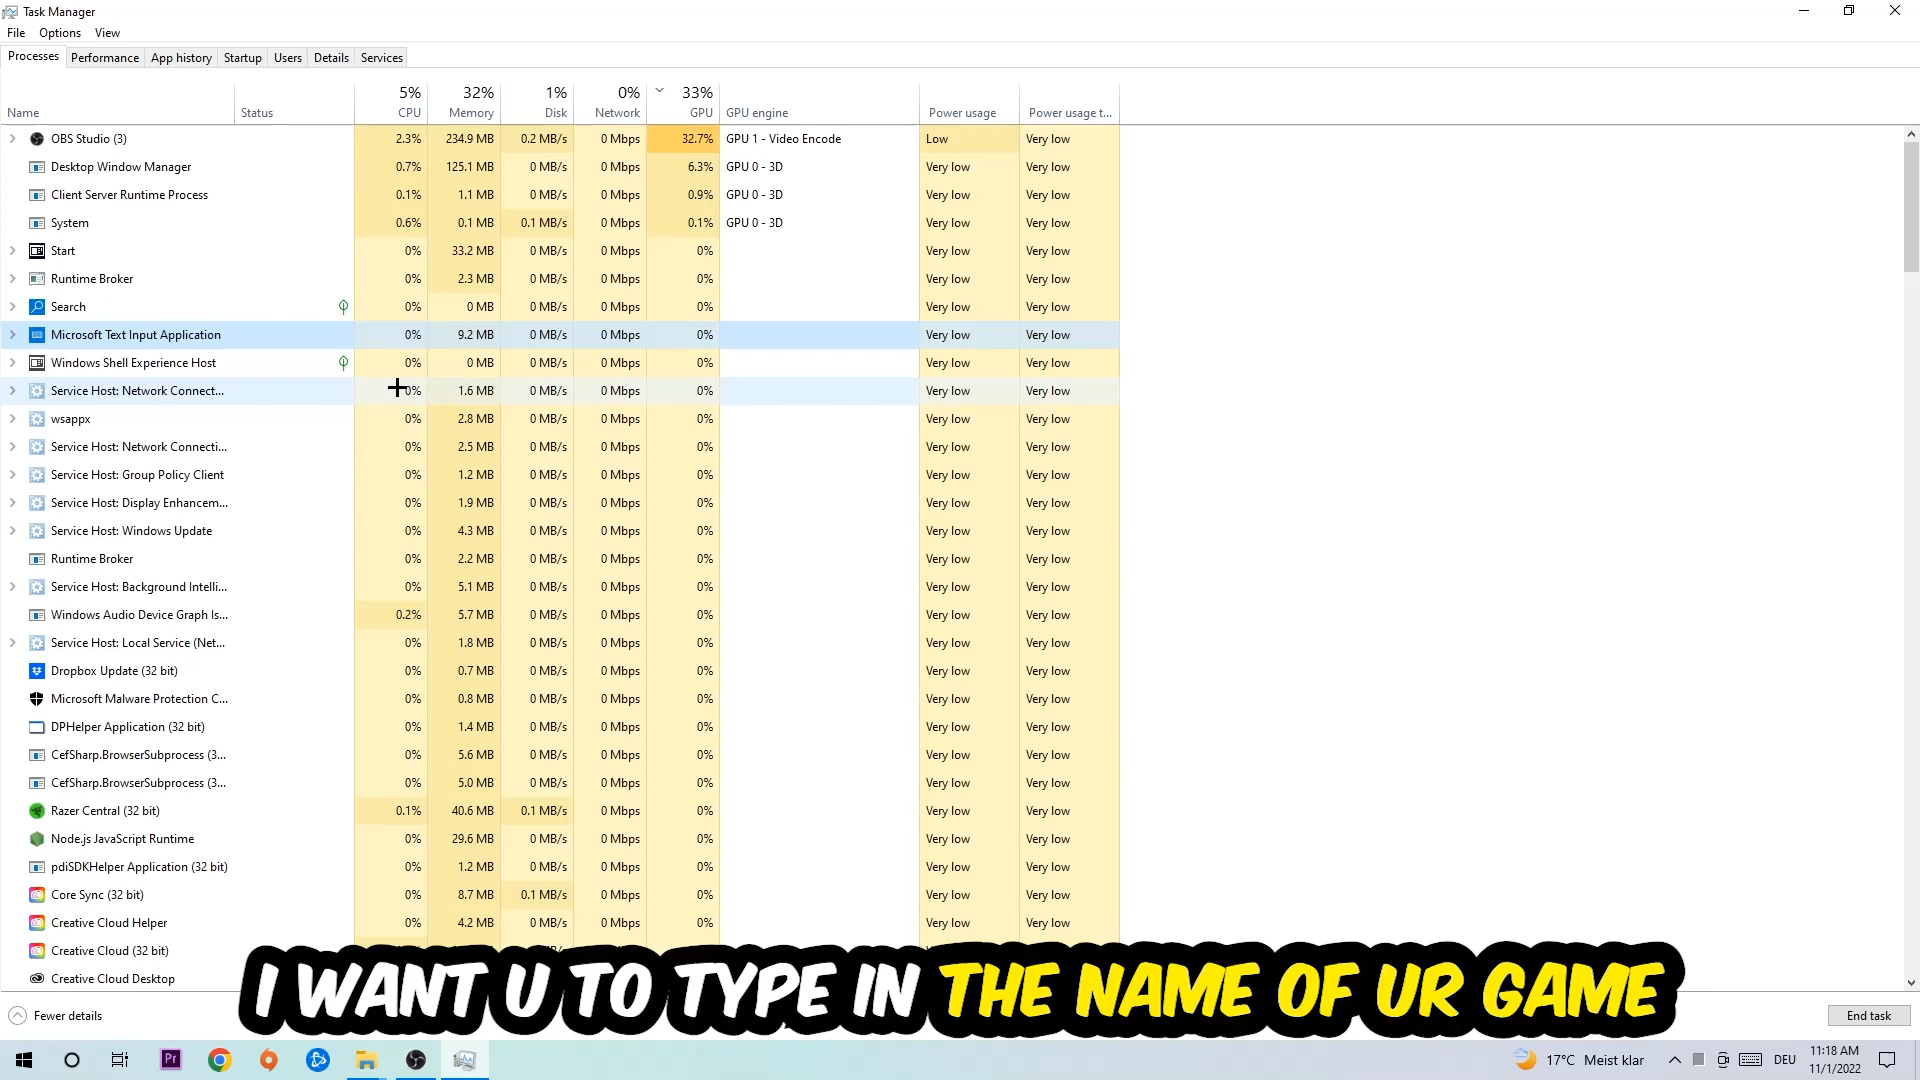 Task Manager
File Options View
Processes Performance App history Startup Users Details Services
5% 32% 1% 0% 33%
Name Status CPU Memory Disk Network GPU GPU engine Power usage Power usage t...
OBS Studio (3) 2.3% 234.9 MB 0.2 MB/s 0 Mbps 32.7% GPU 1 - Video Encode Low Very low
Desktop Window Manager 0.7% 125.1 MB 0 MB/s 0 Mbps 6.3% GPU 0 - 3D Very low Very low
Client Server Runtime Process 0.1% 1.1 MB 0 MB/s 0 Mbps 0.9% GPU 0 - 3D Very low Very low
System 0.6% 0.1 MB 0.1 MB/s 0 Mbps 0.1% GPU 0 - 3D Very low Very low
Start 0% 33.2 MB 0 MB/s 0 Mbps 0% Very low Very low
Runtime Broker 0% 2.3 MB 0 MB/s 0 Mbps 0% Very low Very low
Search 0% 0 MB 0 MB/s 0 Mbps 0% Very low Very low
Microsoft Text Input Application 0% 9.2 MB 0 MB/s 0 Mbps 0% Very low Very low
Windows Shell Experience Host 0% 0 MB 0 MB/s 0 Mbps 0% Very low Very low
Service Host: Network Connect... 0% 1.6 MB 0 MB/s 0 Mbps 0% Very low Very low
wsappx 0% 2.8 MB 0 MB/s 0 Mbps 0% Very low Very low
Service Host: Network Connecti... 0% 2.5 MB 0 MB/s 0 Mbps 0% Very low Very low
Service Host: Group Policy Client 0% 1.2 MB 0 MB/s 0 Mbps 0% Very low Very low
Service Host: Display Enhancem... 0% 1.9 MB 0 MB/s 0 Mbps 0% Very low Very low
Service Host: Windows Update 0% 4.3 MB 0 MB/s 0 Mbps 0% Very low Very low
Runtime Broker 0% 2.2 MB 0 MB/s 0 Mbps 0% Very low Very low
Service Host: Background Intelli... 0% 5.1 MB 0 MB/s 0 Mbps 0% Very low Very low
Windows Audio Device Graph Is... 0.2% 5.7 MB 0 MB/s 0 Mbps 0% Very low Very low
Service Host: Local Service (Net... 0% 1.8 MB 0 MB/s 0 Mbps 0% Very low Very low
Dropbox Update (32 bit) 0% 0.7 MB 0 MB/s 0 Mbps 0% Very low Very low
Microsoft Malware Protection C... 0% 0.8 MB 0 MB/s 0 Mbps 0% Very low Very low
DPHelper Application (32 bit) 0% 1.4 MB 0 MB/s 0 Mbps 0% Very low Very low
CefSharp.BrowserSubprocess (3... 0% 5.6 MB 0 MB/s 0 Mbps 0% Very low Very low
CefSharp.BrowserSubprocess (3... 0% 5.0 MB 0 MB/s 0 Mbps 0% Very low Very low
Razer Central (32 bit) 0.1% 40.6 MB 0.1 MB/s 0 Mbps 0% Very low Very low
Node.js JavaScript Runtime 0% 29.6 MB 0 MB/s 0 Mbps 0% Very low Very low
pdiSDKHelper Application (32 bit) 0% 1.2 MB 0 MB/s 0 Mbps 0% Very low Very low
Core Sync (32 bit) 0% 8.7 MB 0.1 MB/s 0 Mbps 0% Very low Very low
Creative Cloud Helper 0% 4.2 MB 0 MB/s 0 Mbps 0% Very low Very low
Creative Cloud (32 bit)
Creative Cloud Desktop
I WANT U TO TYPE IN THE NAME OF UR GAME
Fewer details End task
Pr 17°C Meist klar DEU 11:18 AM
11/1/2022